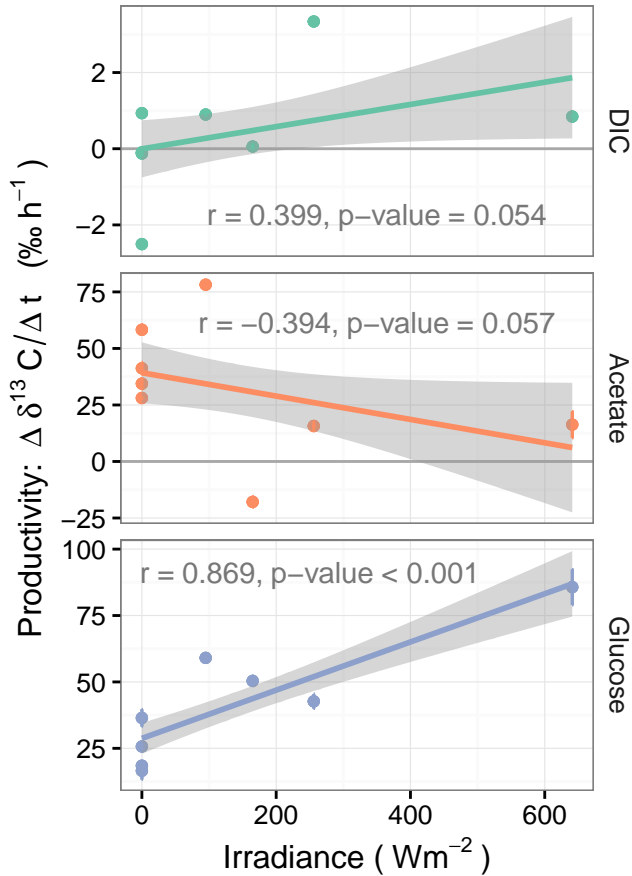 Productivity: Δ δ¹³ C/Δ t (‰ h⁻¹)
2
0
−2
r = 0.399, p−value = 0.054
DIC
75
50
25
0
−25
r = −0.394, p−value = 0.057
Acetate
100
75
50
25
r = 0.869, p−value < 0.001
Glucose
0 200 400 600
Irradiance ( Wm⁻² )